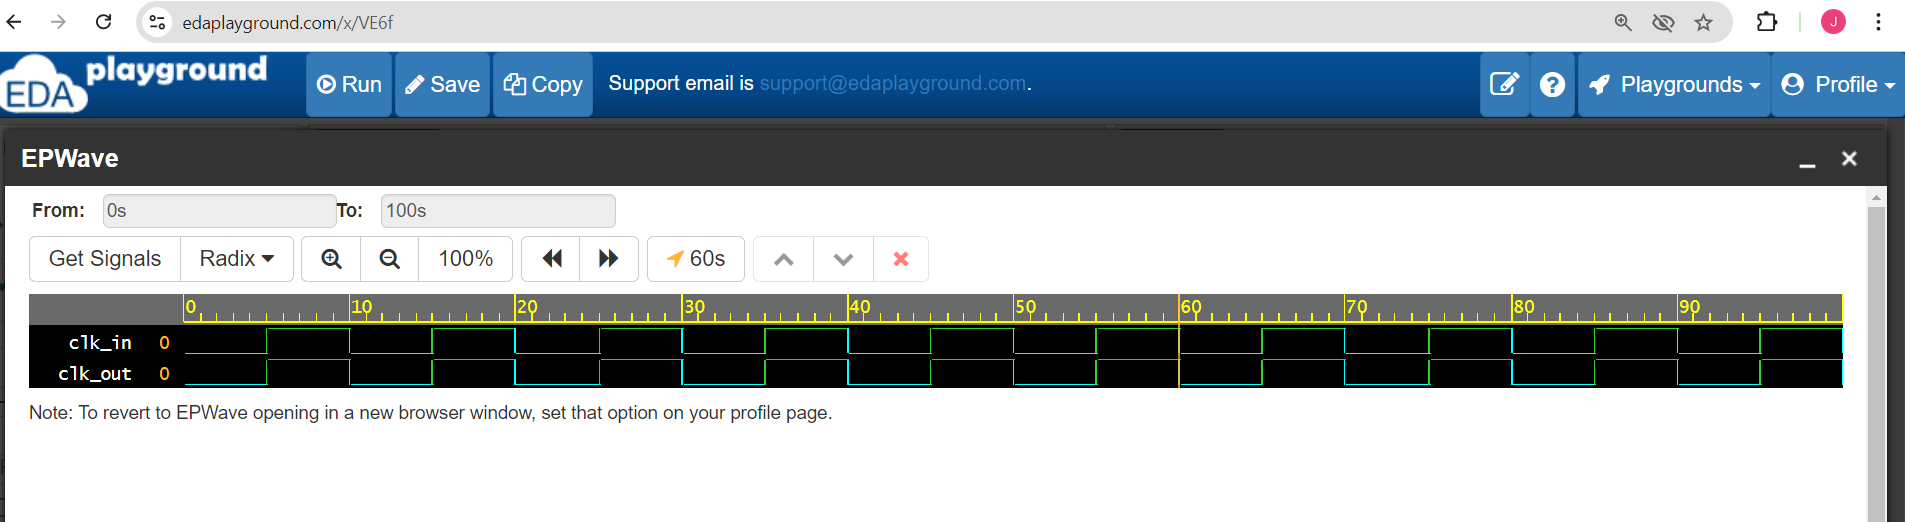 edaplayground.com/x/VE6f
J
EDA playground
Run
Save
Copy
Support email is support@edaplayground.com.
Playgrounds
Profile
EPWave
From: 0s To: 100s
Get Signals
Radix
100%
60s
0 10 20 30 40 50 60 70 80 90
clk_in 0
clk_out 0
Note: To revert to EPWave opening in a new browser window, set that option on your profile page.